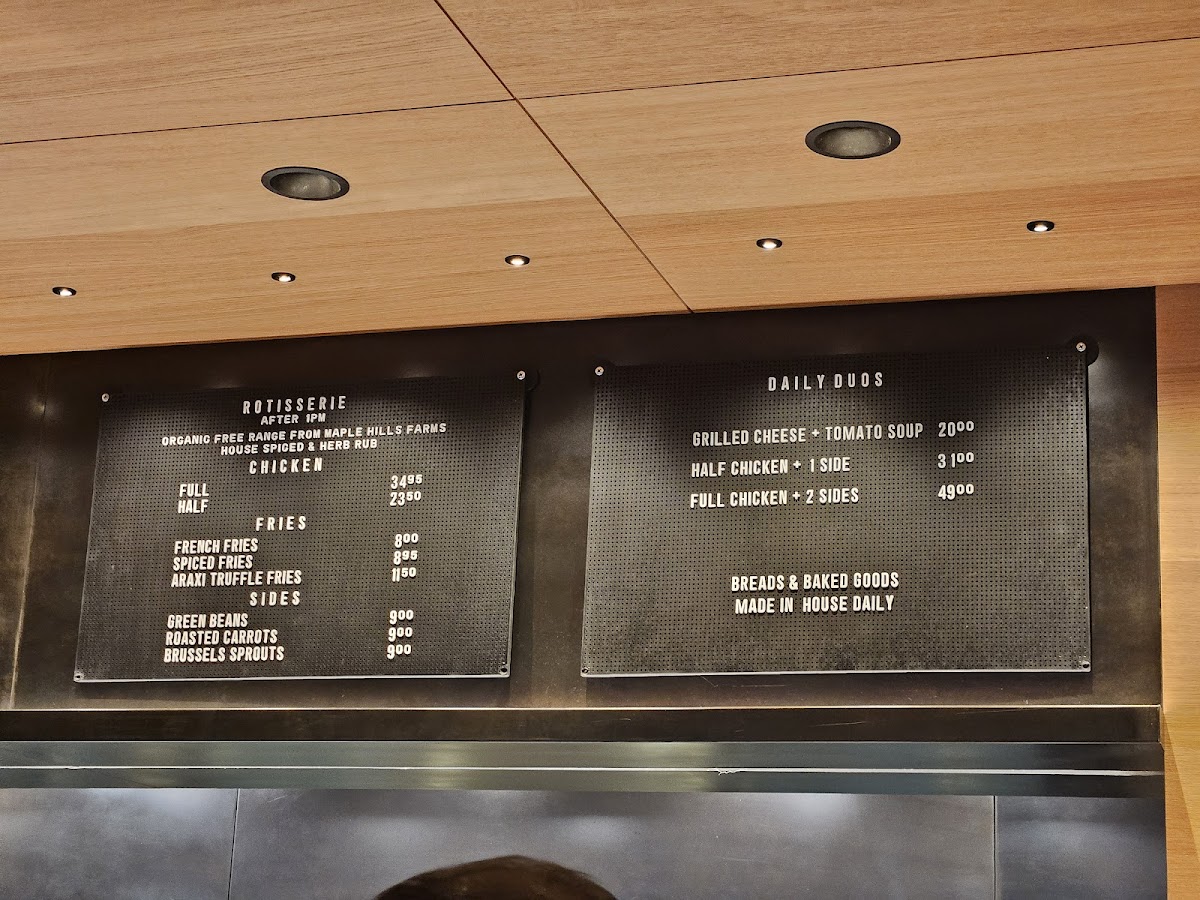 ROTISSERIE
AFTER 1PM
ORGANIC FREE RANGE FROM MAPLE HILLS FARMS
HOUSE SPICED & HERB RUB
CHICKEN
FULL 3495
HALF 2350
FRIES
FRENCH FRIES 800
SPICED FRIES 895
ARAXI TRUFFLE FRIES 1150
SIDES
GREEN BEANS 900
ROASTED CARROTS 900
BRUSSELS SPROUTS 900
DAILY DUOS
GRILLED CHEESE + TOMATO SOUP 2000
HALF CHICKEN + 1 SIDE 3100
FULL CHICKEN + 2 SIDES 4900
BREADS & BAKED GOODS
MADE IN HOUSE DAILY